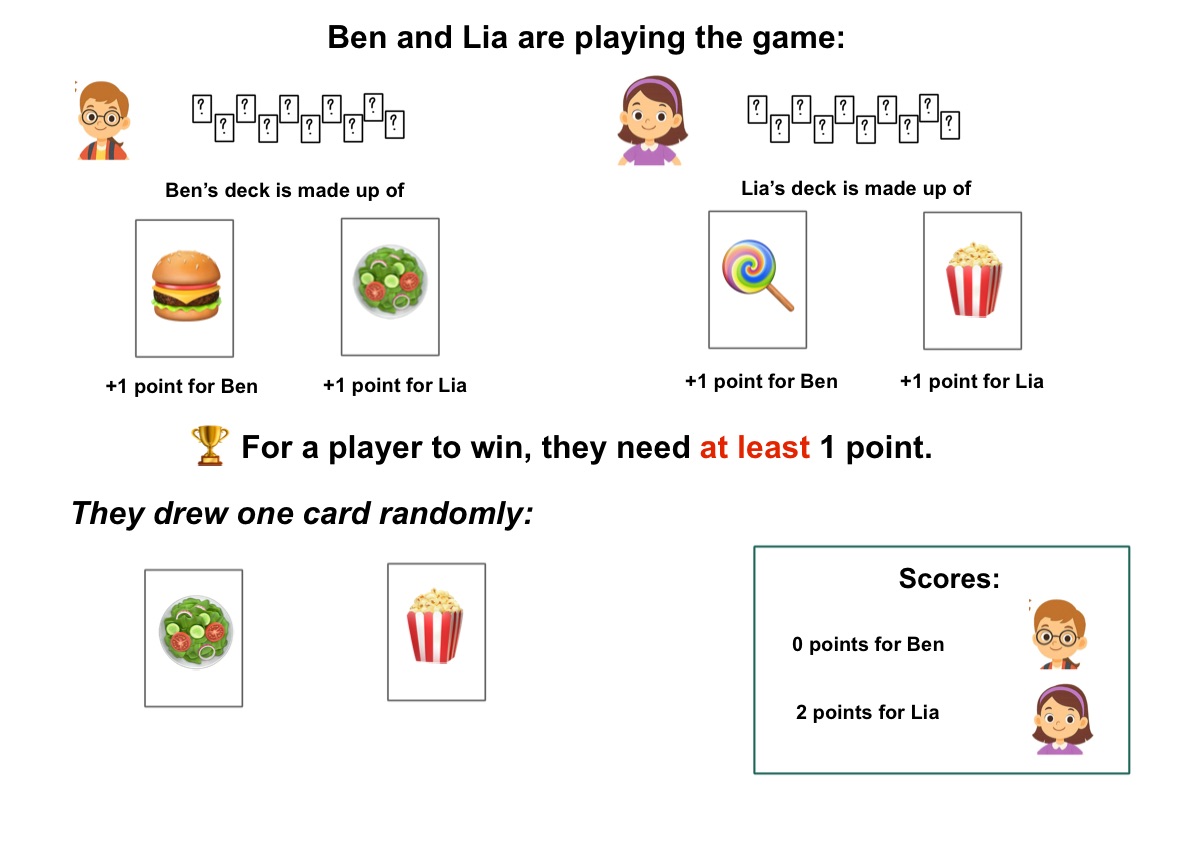 Ben and Lia are playing the game:
? ? ? ? ? ? ? ? ? ?
? ? ? ? ? ? ? ? ? ?
Ben’s deck is made up of
Lia’s deck is made up of
+1 point for Ben
+1 point for Lia
+1 point for Ben
+1 point for Lia
For a player to win, they need at least 1 point.
They drew one card randomly:
Scores:
0 points for Ben
2 points for Lia